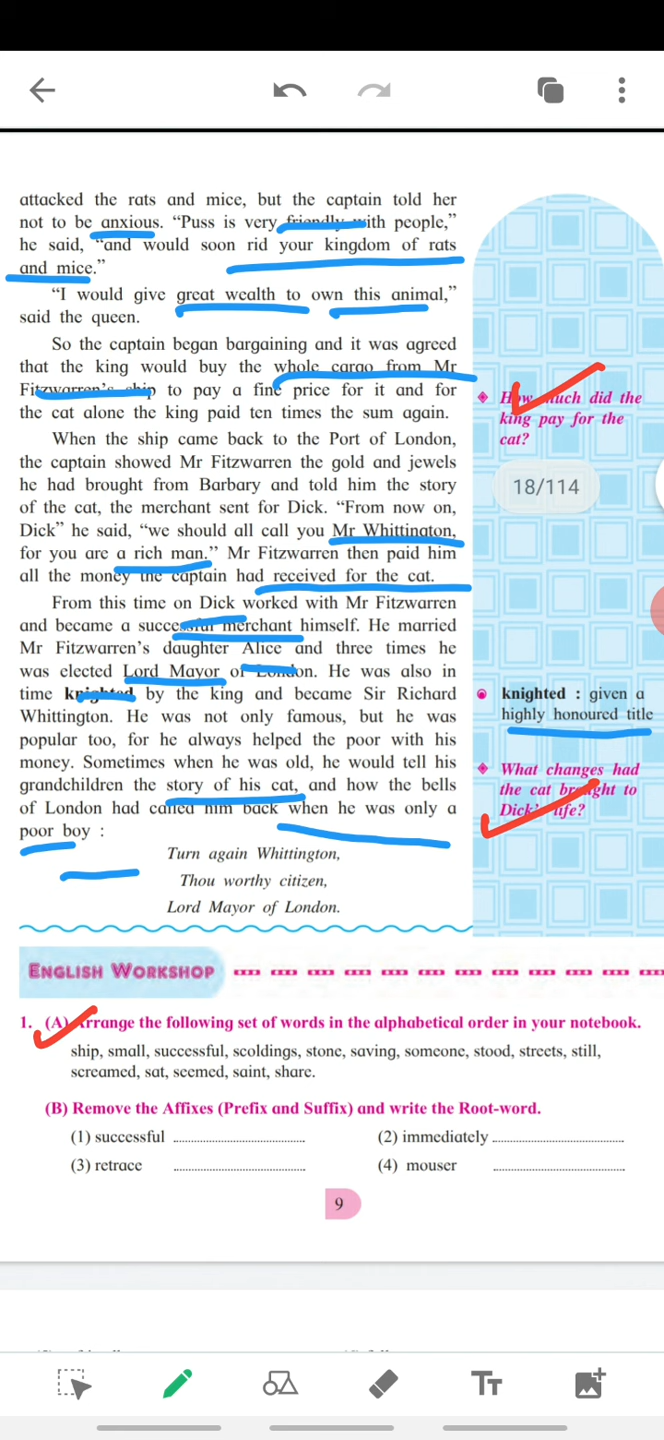 attacked the rats and mice, but the captain told her
not to be anxious. “Puss is very friendly with people,”
he said, “and would soon rid your kingdom of rats
and mice.”
“I would give great wealth to own this animal,”
said the queen.
So the captain began bargaining and it was agreed
that the king would buy the whole cargo from Mr
Fitzwarren’s ship to pay a fine price for it and for
the cat alone the king paid ten times the sum again.
When the ship came back to the Port of London,
the captain showed Mr Fitzwarren the gold and jewels
he had brought from Barbary and told him the story
of the cat, the merchant sent for Dick. “From now on,
Dick” he said, “we should all call you Mr Whittington,
for you are a rich man.” Mr Fitzwarren then paid him
all the money the captain had received for the cat.
From this time on Dick worked with Mr Fitzwarren
and became a successful merchant himself. He married
Mr Fitzwarren’s daughter Alice and three times he
was elected Lord Mayor of London. He was also in
time knighted by the king and became Sir Richard
Whittington. He was not only famous, but he was
popular too, for he always helped the poor with his
money. Sometimes when he was old, he would tell his
grandchildren the story of his cat, and how the bells
of London had called him back when he was only a
poor boy :
Turn again Whittington,
Thou worthy citizen,
Lord Mayor of London.
How much did the
king pay for the
cat?
18/114
knighted : given a
highly honoured title
What changes had
the cat brought to
Dick’s life?
ENGLISH WORKSHOP
1. (A) Arrange the following set of words in the alphabetical order in your notebook.
ship, small, successful, scoldings, stone, saving, someone, stood, streets, still,
screamed, sat, seemed, saint, share.
(B) Remove the Affixes (Prefix and Suffix) and write the Root-word.
(1) successful (2) immediately
(3) retrace (4) mouser
9
TT